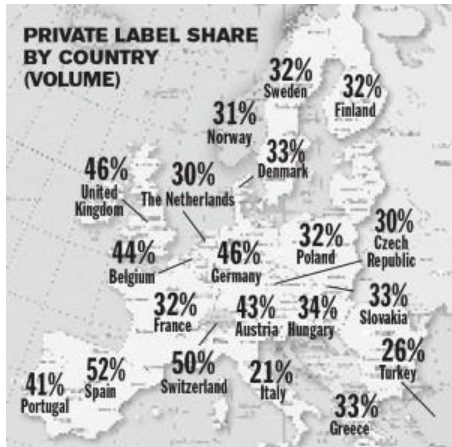 PRIVATE LABEL SHARE
BY COUNTRY
(VOLUME)
32%
Sweden
32%
Finland
31%
Norway
33%
Denmark
46%
United
Kingdom
30%
The Netherlands
44%
Belgium
46%
Germany
32%
Poland
30%
Czech
Republic
32%
France
43%
Austria
34%
Hungary
33%
Slovakia
26%
Turkey
41%
Portugal
52%
Spain
50%
Switzerland
21%
Italy
33%
Greece